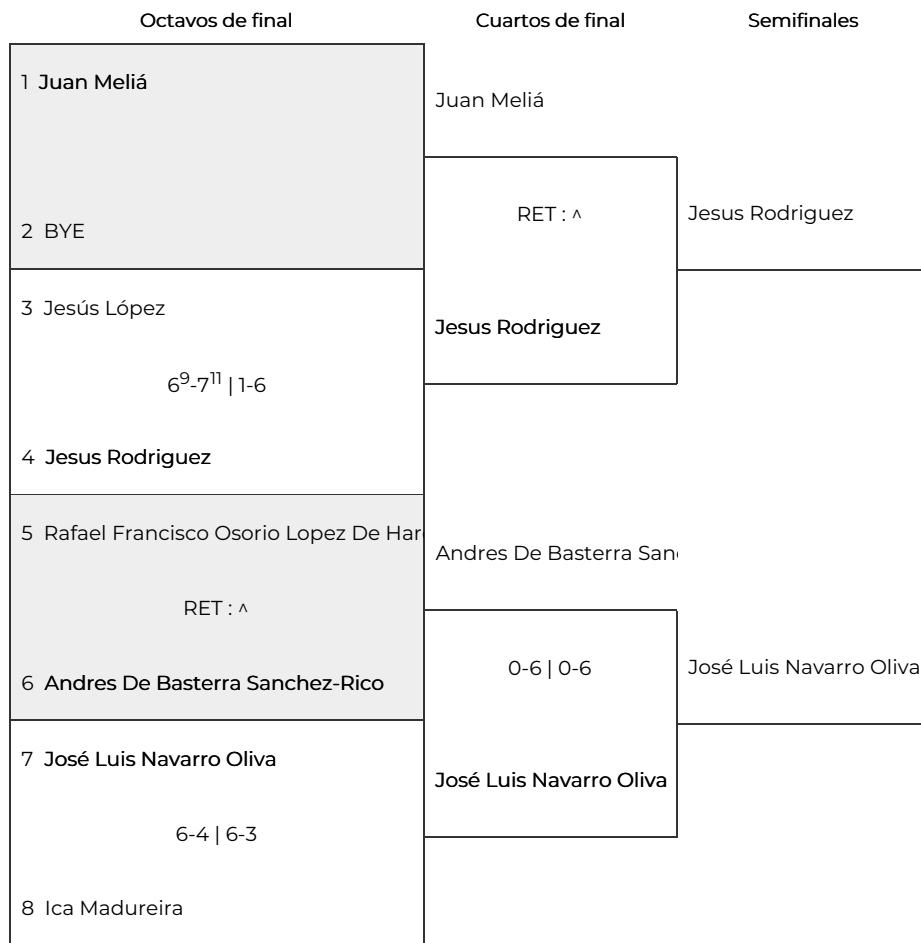 Octavos de final Cuartos de final Semifinales
1 Juan Meliá
Juan Meliá
RET : ^
Jesus Rodriguez
2 BYE
3 Jesús López
Jesus Rodriguez
6⁹-7¹¹ | 1-6
4 Jesus Rodriguez
5 Rafael Francisco Osorio Lopez De Har
Andres De Basterra San
RET : ^
0-6 | 0-6
José Luis Navarro Oliva
6 Andres De Basterra Sanchez-Rico
7 José Luis Navarro Oliva
José Luis Navarro Oliva
6-4 | 6-3
8 Ica Madureira